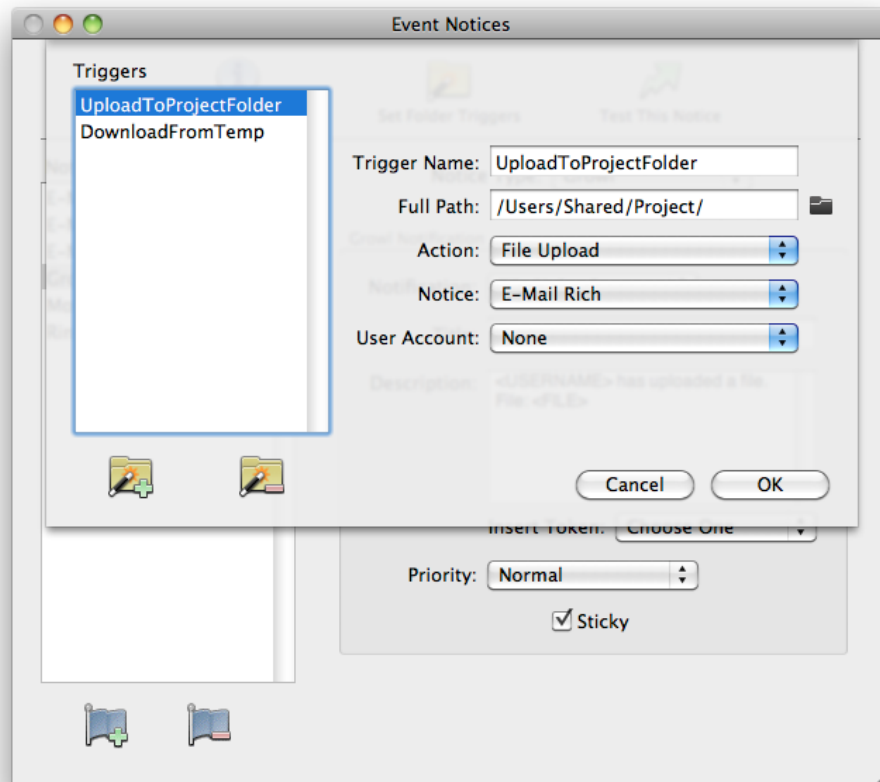 Event Notices
Triggers
UploadToProjectFolder
DownloadFromTemp
Set Folder Triggers
Test This Notice
Trigger Name: UploadToProjectFolder
Full Path: /Users/Shared/Project/
Action: File Upload
Notice: E-Mail Rich
User Account: None
Description: <USERNAME> has uploaded a file.
File: <FILE>
Cancel
OK
Insert Token: Choose One
Priority: Normal
Sticky